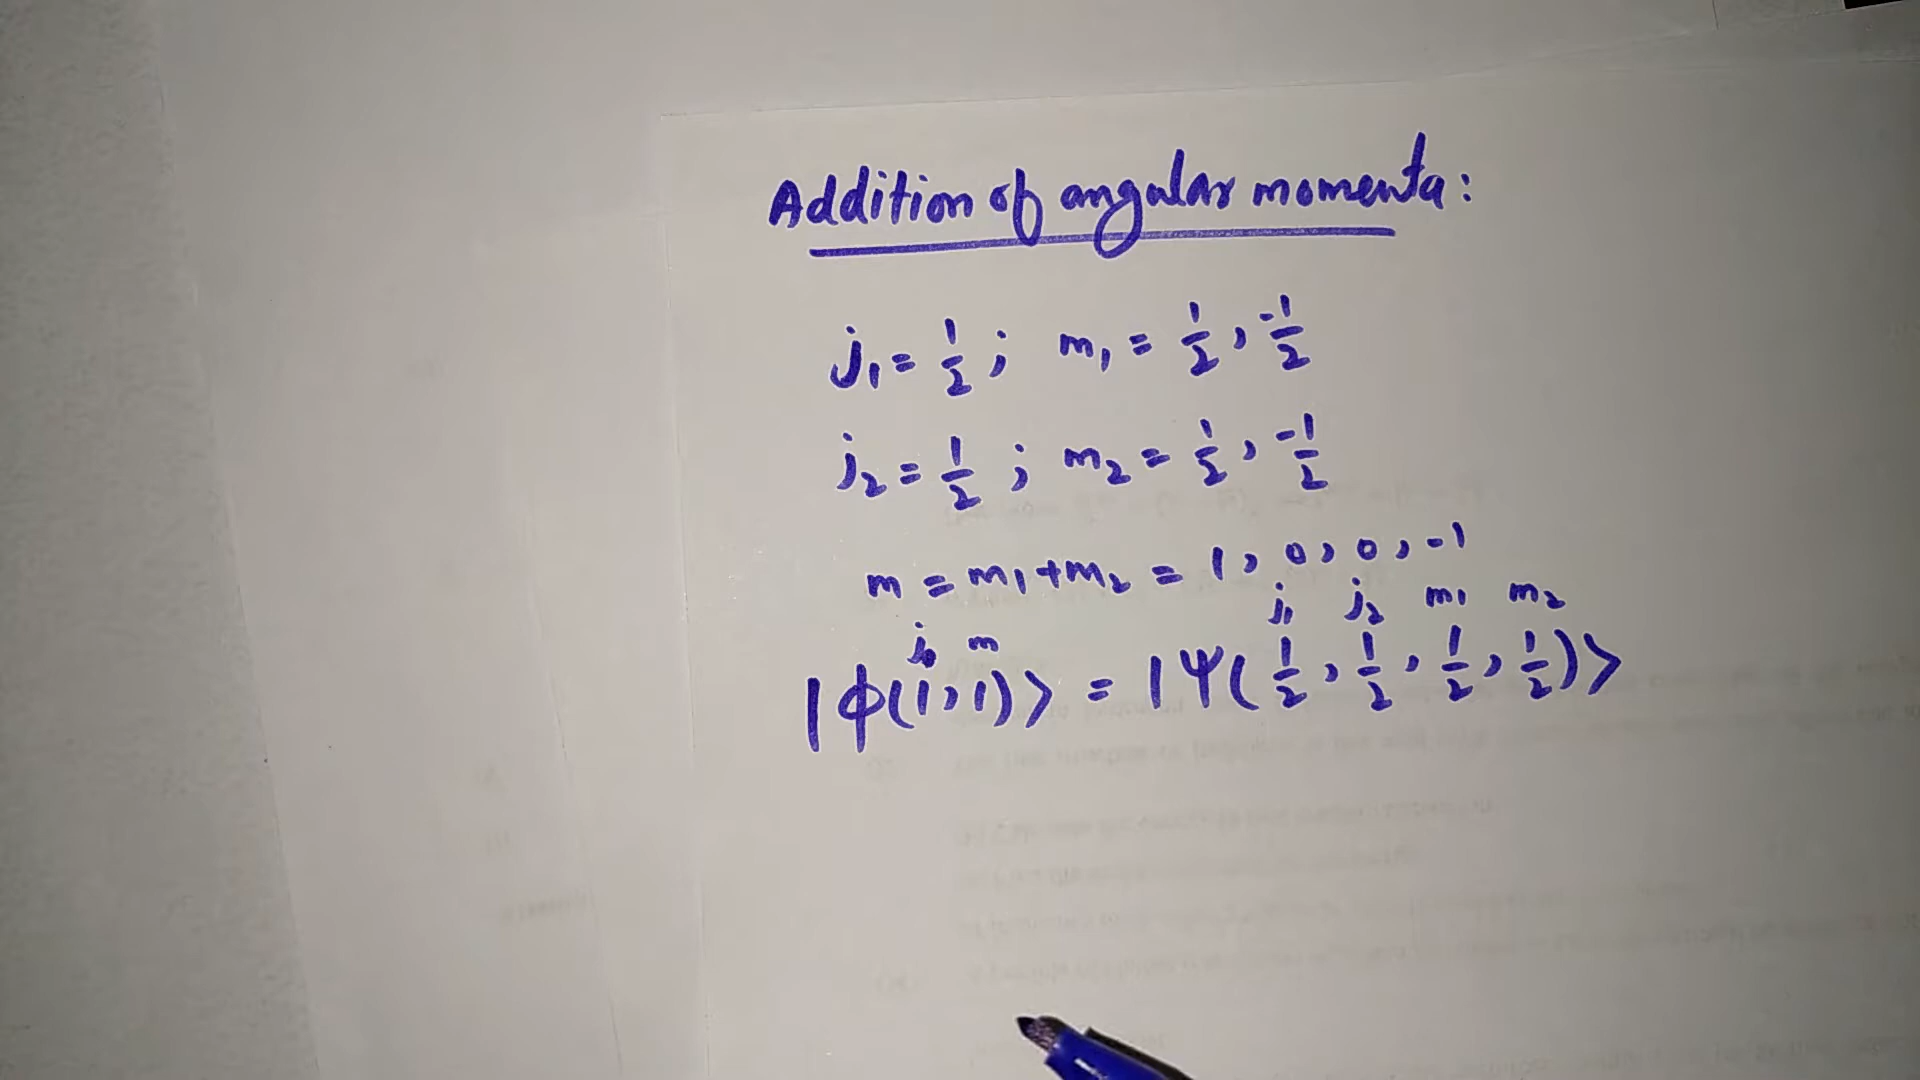 Addition of angular momenta:
j₁ = 1/2 ; m₁ = 1/2 , -1/2
j₂ = 1/2 ; m₂ = 1/2 , -1/2
m = m₁ + m₂ = 1, 0, 0, -1
j m j₁ j₂ m₁ m₂
|ϕ(1,1)⟩ = |Ψ(1/2, 1/2, 1/2, 1/2)⟩